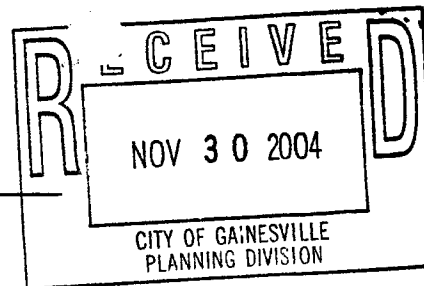 RECEIVED
NOV 30 2004
CITY OF GAINESVILLE
PLANNING DIVISION